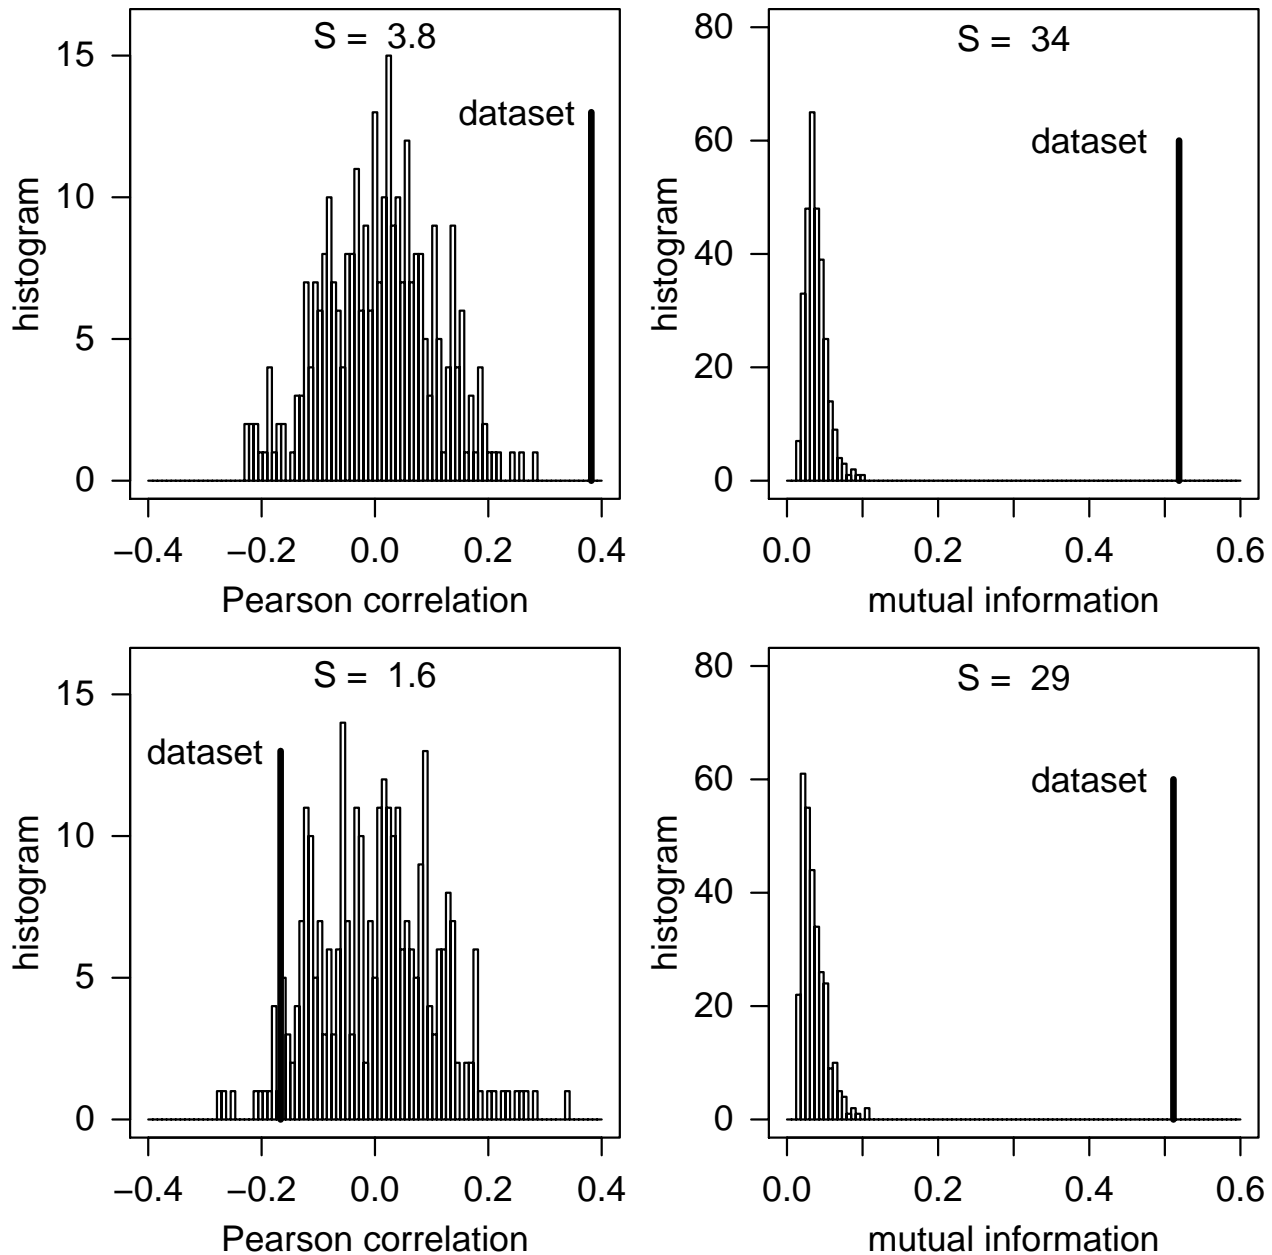 S = 3.8
15
dataset
10
histogram
5
0
−0.4 −0.2 0.0 0.2 0.4
Pearson correlation
S = 34
80
60
dataset
40
histogram
20
0
0.0 0.2 0.4 0.6
mutual information
S = 1.6
15
dataset
10
histogram
5
0
−0.4 −0.2 0.0 0.2 0.4
Pearson correlation
S = 29
80
60
dataset
40
histogram
20
0
0.0 0.2 0.4 0.6
mutual information